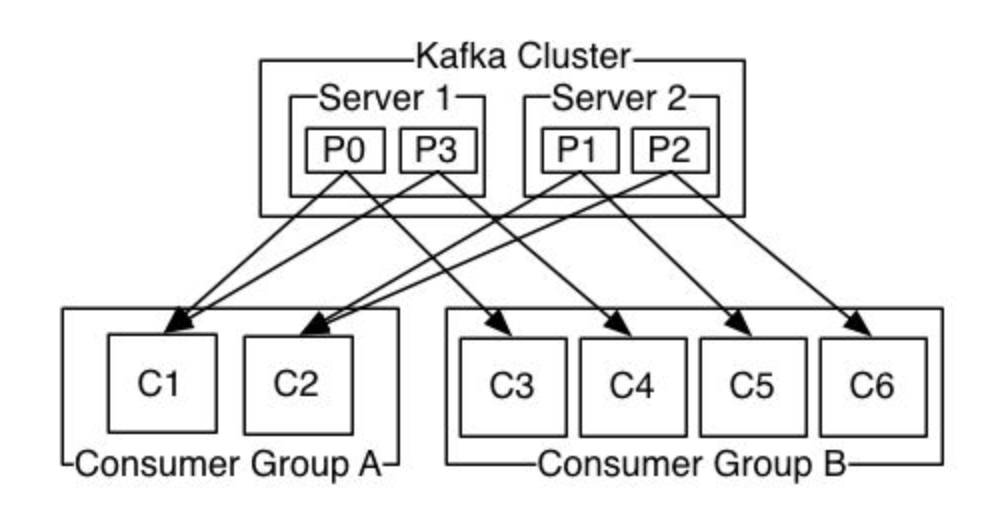 Kafka Cluster
Server 1
Server 2
P0
P3
P1
P2
C1
C2
C3
C4
C5
C6
Consumer Group A
Consumer Group B